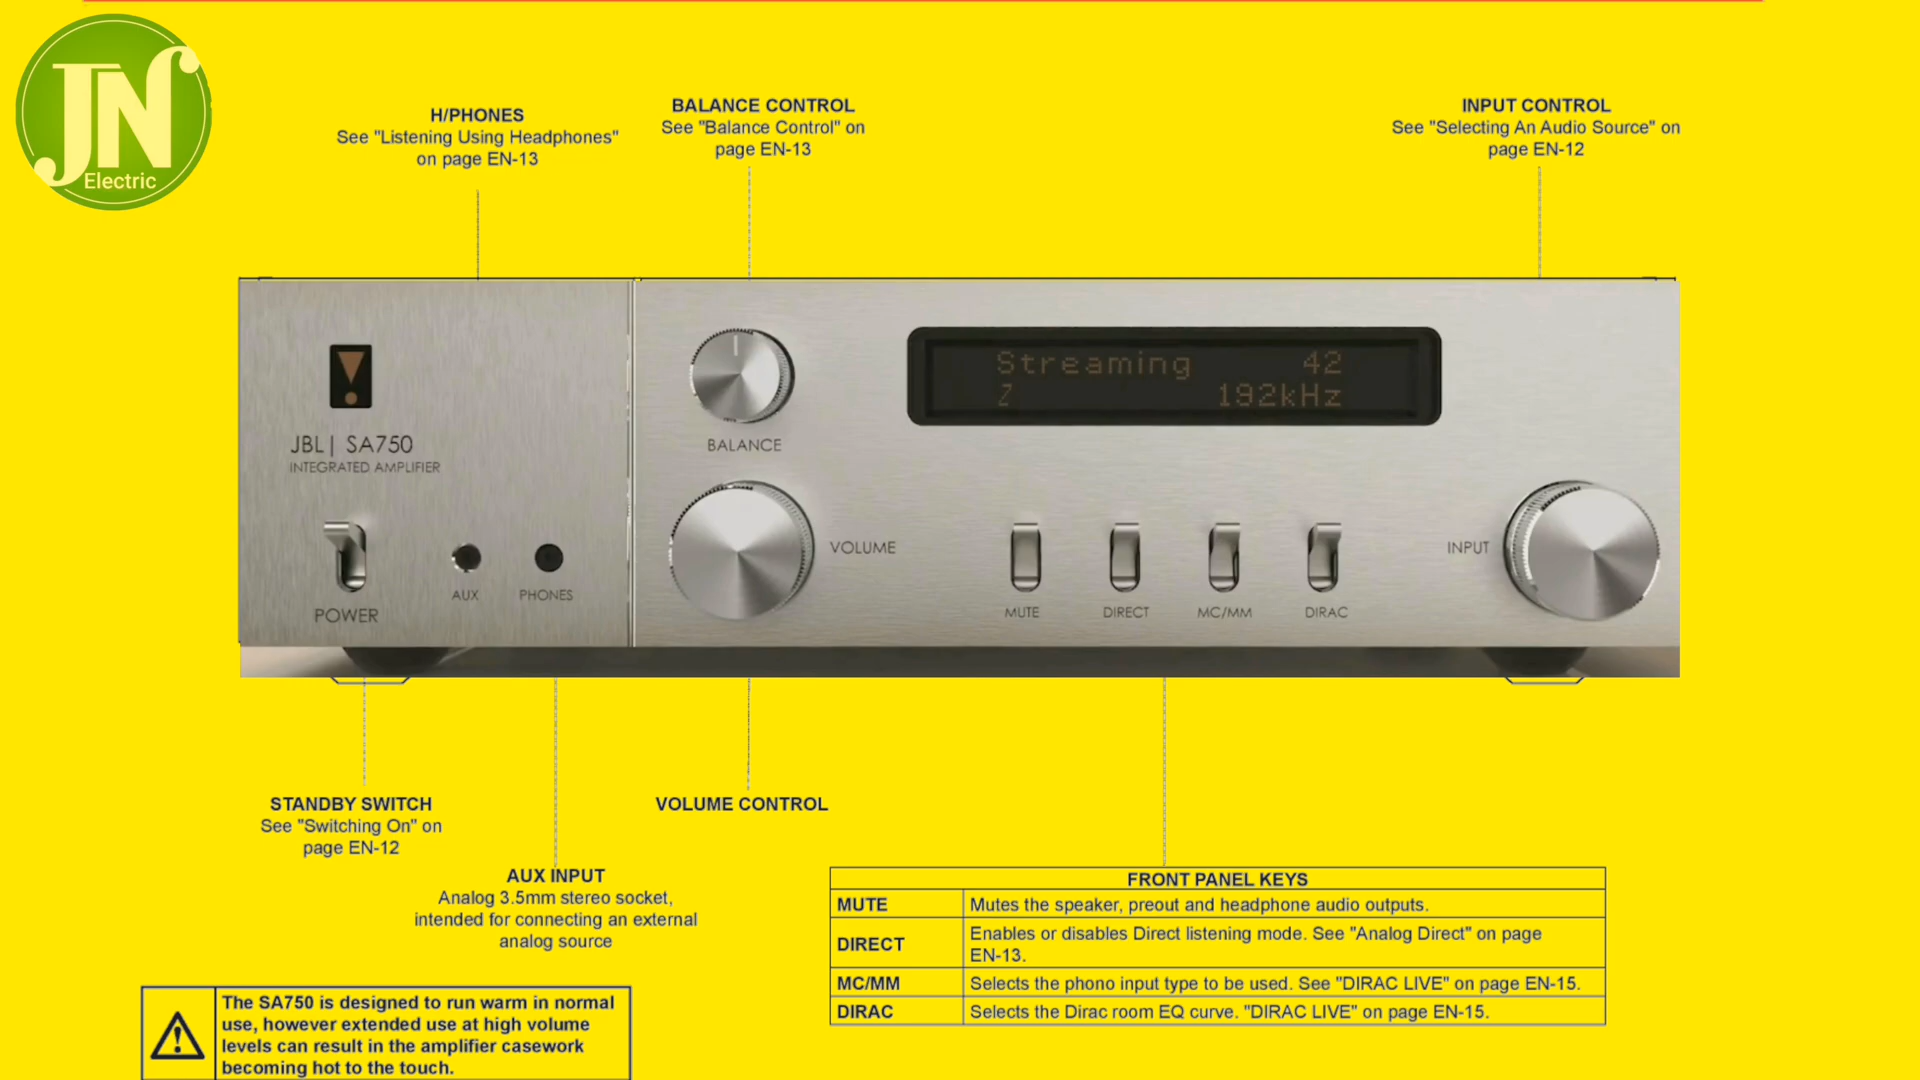 JN
Electric
H/PHONES
See "Listening Using Headphones"
on page EN-13
BALANCE CONTROL
See "Balance Control" on
page EN-13
INPUT CONTROL
See "Selecting An Audio Source" on
page EN-12
Streaming 42
192kHz
JBL| SA750
INTEGRATED AMPLIFIER
BALANCE
VOLUME
INPUT
POWER
AUX
PHONES
MUTE
DIRECT
MC/MM
DIRAC
STANDBY SWITCH
See "Switching On" on
page EN-12
VOLUME CONTROL
AUX INPUT
Analog 3.5mm stereo socket,
intended for connecting an external
analog source
FRONT PANEL KEYS
MUTE Mutes the speaker, preout and headphone audio outputs.
DIRECT Enables or disables Direct listening mode. See "Analog Direct" on page
EN-13.
MC/MM Selects the phono input type to be used. See "DIRAC LIVE" on page EN-15.
DIRAC Selects the Dirac room EQ curve. "DIRAC LIVE" on page EN-15.
The SA750 is designed to run warm in normal
use, however extended use at high volume
levels can result in the amplifier casework
becoming hot to the touch.